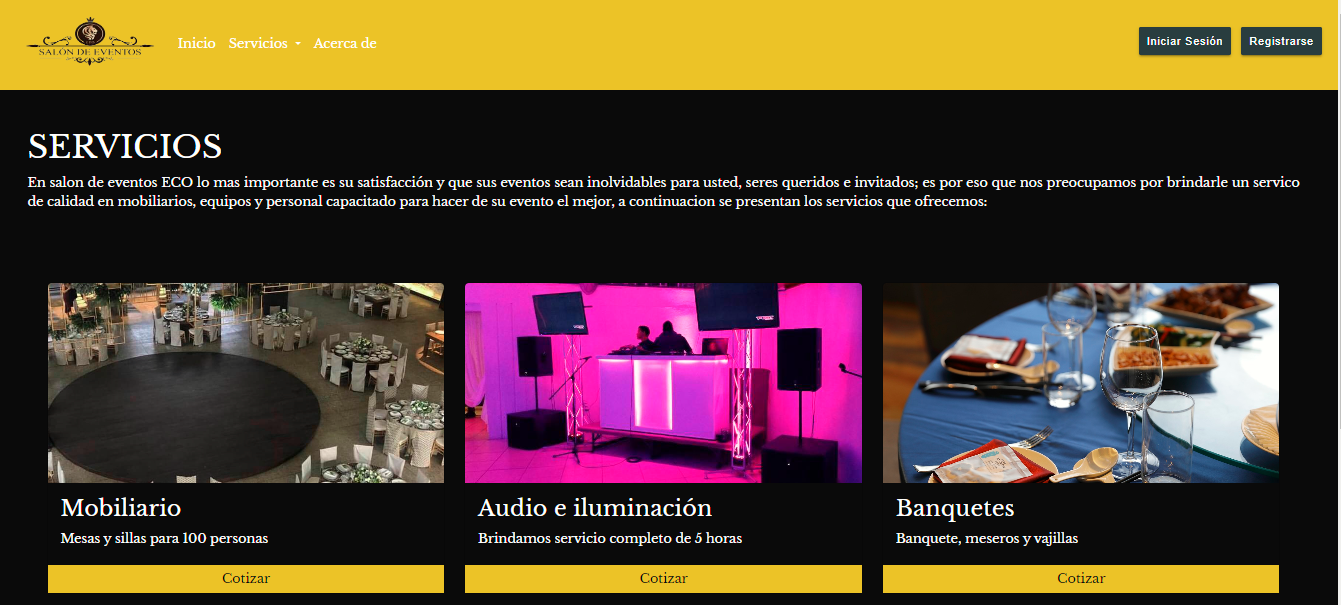 SALON DE EVENTOS
Inicio Servicios Acerca de
Iniciar Sesión Registrarse
SERVICIOS
En salon de eventos ECO lo mas importante es su satisfacción y que sus eventos sean inolvidables para usted, seres queridos e invitados; es por eso que nos preocupamos por brindarle un servico
de calidad en mobiliarios, equipos y personal capacitado para hacer de su evento el mejor, a continuacion se presentan los servicios que ofrecemos:
Mobiliario
Mesas y sillas para 100 personas
Cotizar
Audio e iluminación
Brindamos servicio completo de 5 horas
Cotizar
Banquetes
Banquete, meseros y vajillas
Cotizar